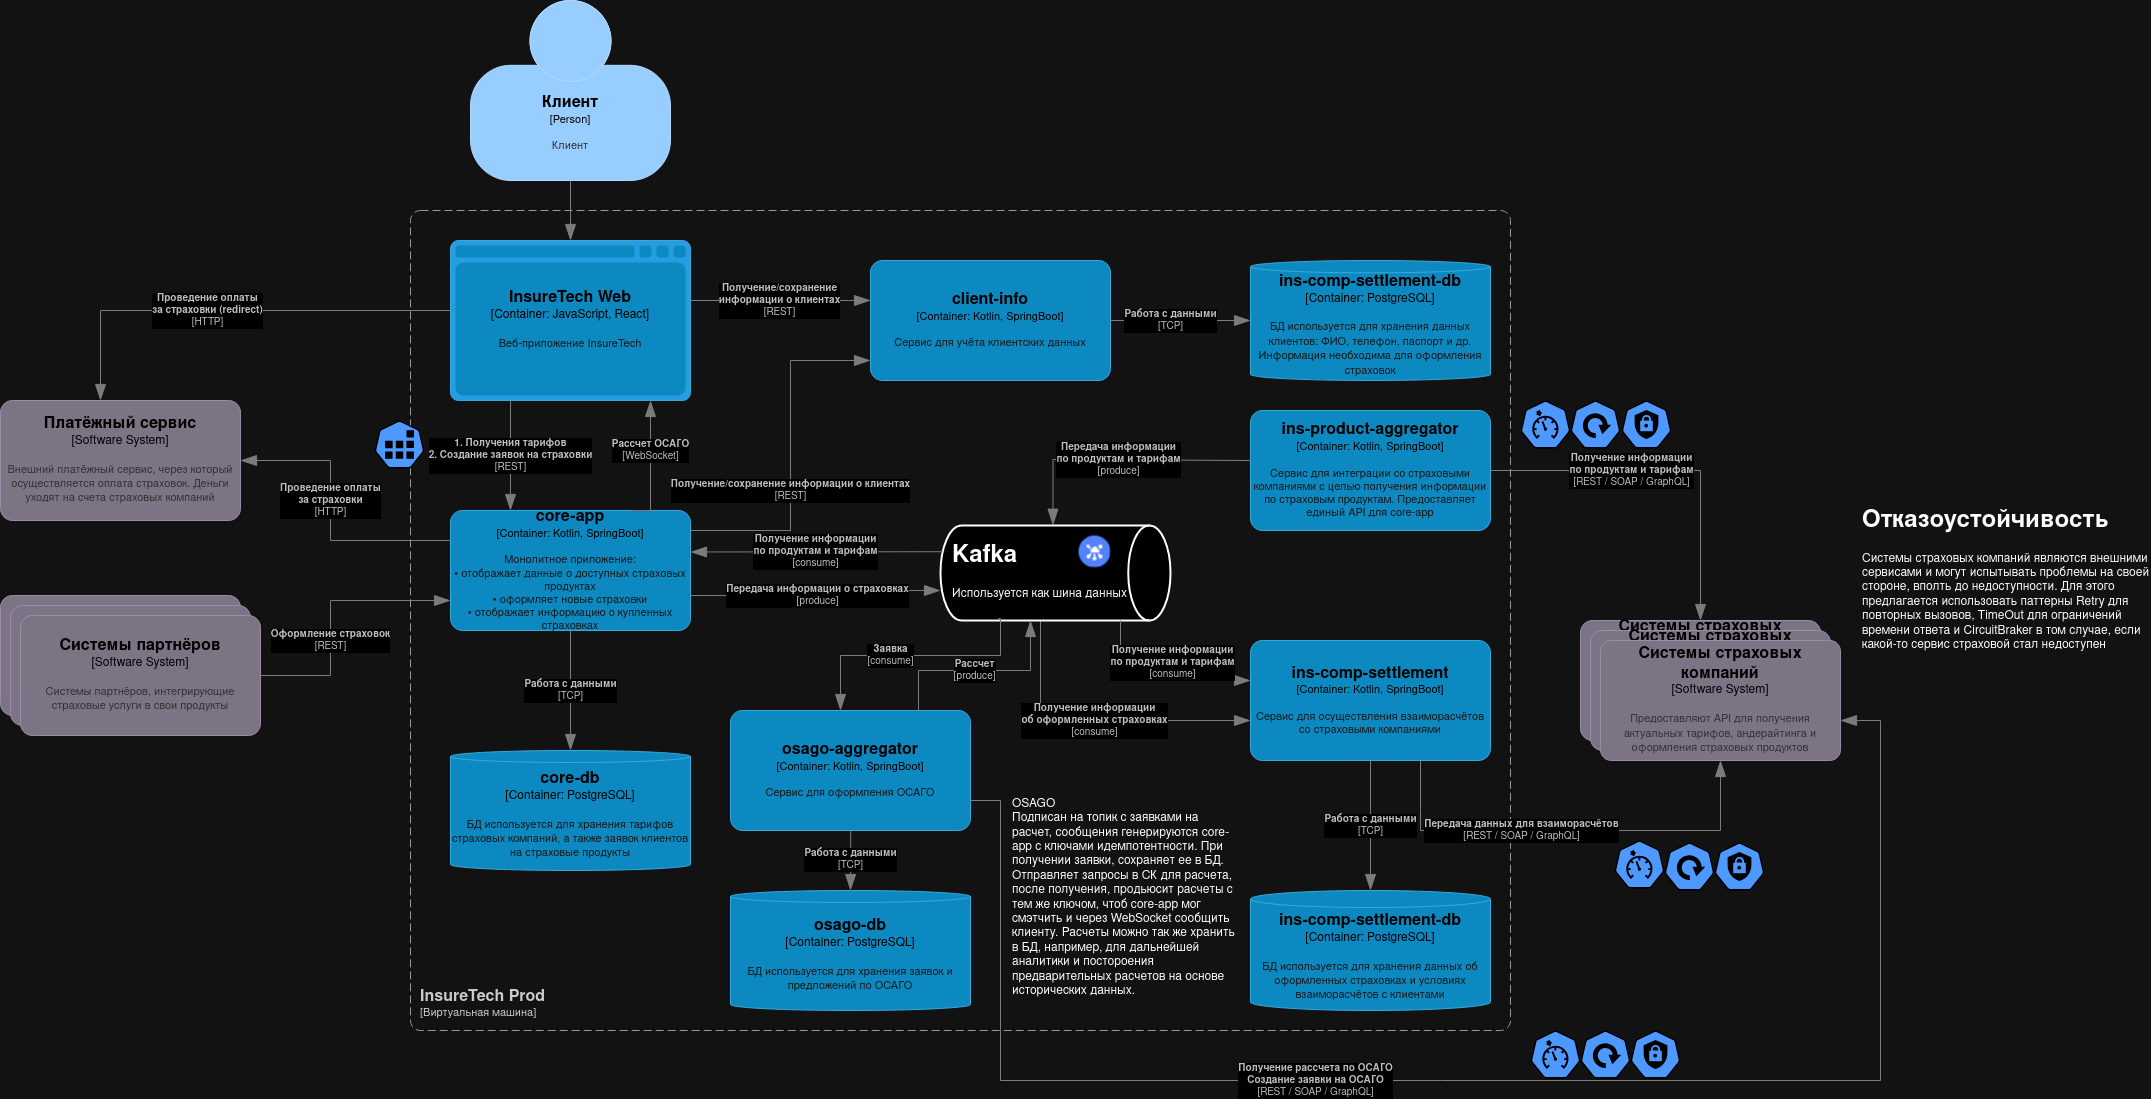 Клиент
[Person]
Клиент
InsureTech Web
[Container: JavaScript, React]
Веб-приложение InsureTech
Проведение оплаты
за страховки (redirect)
[HTTP]
Получение/сохранение
информации о клиентах
[REST]
client-info
[Container: Kotlin, SpringBoot]
Сервис для учёта клиентских данных
Работа с данными
[TCP]
ins-comp-settlement-db
[Container: PostgreSQL]
БД используется для хранения данных
клиентов: ФИО, телефон, паспорт и др.
Информация необходима для оформления
страховок
Платёжный сервис
[Software System]
Внешний платёжный сервис, через который
осуществляется оплата страховок. Деньги
уходят на счета страховых компаний
1. Получения тарифов
2. Создание заявок на страховки
[REST]
Рассчет ОСАГО
[WebSocket]
Получение/сохранение информации о клиентах
[REST]
Проведение оплаты
за страховки
[HTTP]
Передача информации
по продуктам и тарифам
[produce]
ins-product-aggregator
[Container: Kotlin, SpringBoot]
Сервис для интеграции со страховыми
компаниями с целью получения информации
по страховым продуктам. Предоставляет
единый API для core-app
Получение информации
по продуктам и тарифам
[REST / SOAP / GraphQL]
core-app
[Container: Kotlin, SpringBoot]
Монолитное приложение:
• отображает данные о доступных страховых
продуктах
• оформляет новые страховки
• отображает информацию о купленных
страховках
Получение информации
по продуктам и тарифам
[consume]
Передача информации о страховках
[produce]
Kafka
Используется как шина данных
Отказоустойчивость
Системы страховых компаний являются внешними
сервисами и могут испытывать проблемы на своей
стороне, вполть до недоступности. Для этого
предлагается использовать паттерны Retry для
повторных вызовов, TimeOut для ограничений
времени ответа и CircuitBraker в том случае, если
какой-то сервис страховой стал недоступен
Системы партнёров
[Software System]
Системы партнёров, интегрирующие
страховые услуги в свои продукты
Оформление страховок
[REST]
Работа с данными
[TCP]
Заявка
[consume]
Рассчет
[produce]
Получение информации
по продуктам и тарифам
[consume]
Получение информации
об оформленных страховках
[consume]
ins-comp-settlement
[Container: Kotlin, SpringBoot]
Сервис для осуществления взаиморасчётов
со страховыми компаниями
Системы страховых
Системы страховых
Системы страховых
компаний
[Software System]
Предоставляют API для получения
актуальных тарифов, андерайтинга и
оформления страховых продуктов
core-db
[Container: PostgreSQL]
БД используется для хранения тарифов
страховых компаний, а также заявок клиентов
на страховые продукты
osago-aggregator
[Container: Kotlin, SpringBoot]
Сервис для оформления ОСАГО
Работа с данными
[TCP]
osago-db
[Container: PostgreSQL]
БД используется для хранения заявок и
предложений по ОСАГО
OSAGO
Подписан на топик с заявками на
расчет, сообщения генерируются core-
app с ключами идемпотентности. При
получении заявки, сохраняет ее в БД.
Отправляет запросы в СК для расчета,
после получения, продьюсит расчеты с
тем же ключом, чтоб core-app мог
смэтчить и через WebSocket сообщить
клиенту. Расчеты можно так же хранить
в БД, например, для дальнейшей
аналитики и постороения
предварительных расчетов на основе
исторических данных.
Работа с данными
[TCP]
Передача данных для взаиморасчётов
[REST / SOAP / GraphQL]
ins-comp-settlement-db
[Container: PostgreSQL]
БД используется для хранения данных об
оформленных страховках и условиях
взаиморасчётов с клиентами
InsureTech Prod
[Виртуальная машина]
Получение рассчета по ОСАГО
Создание заявки на ОСАГО
[REST / SOAP / GraphQL]